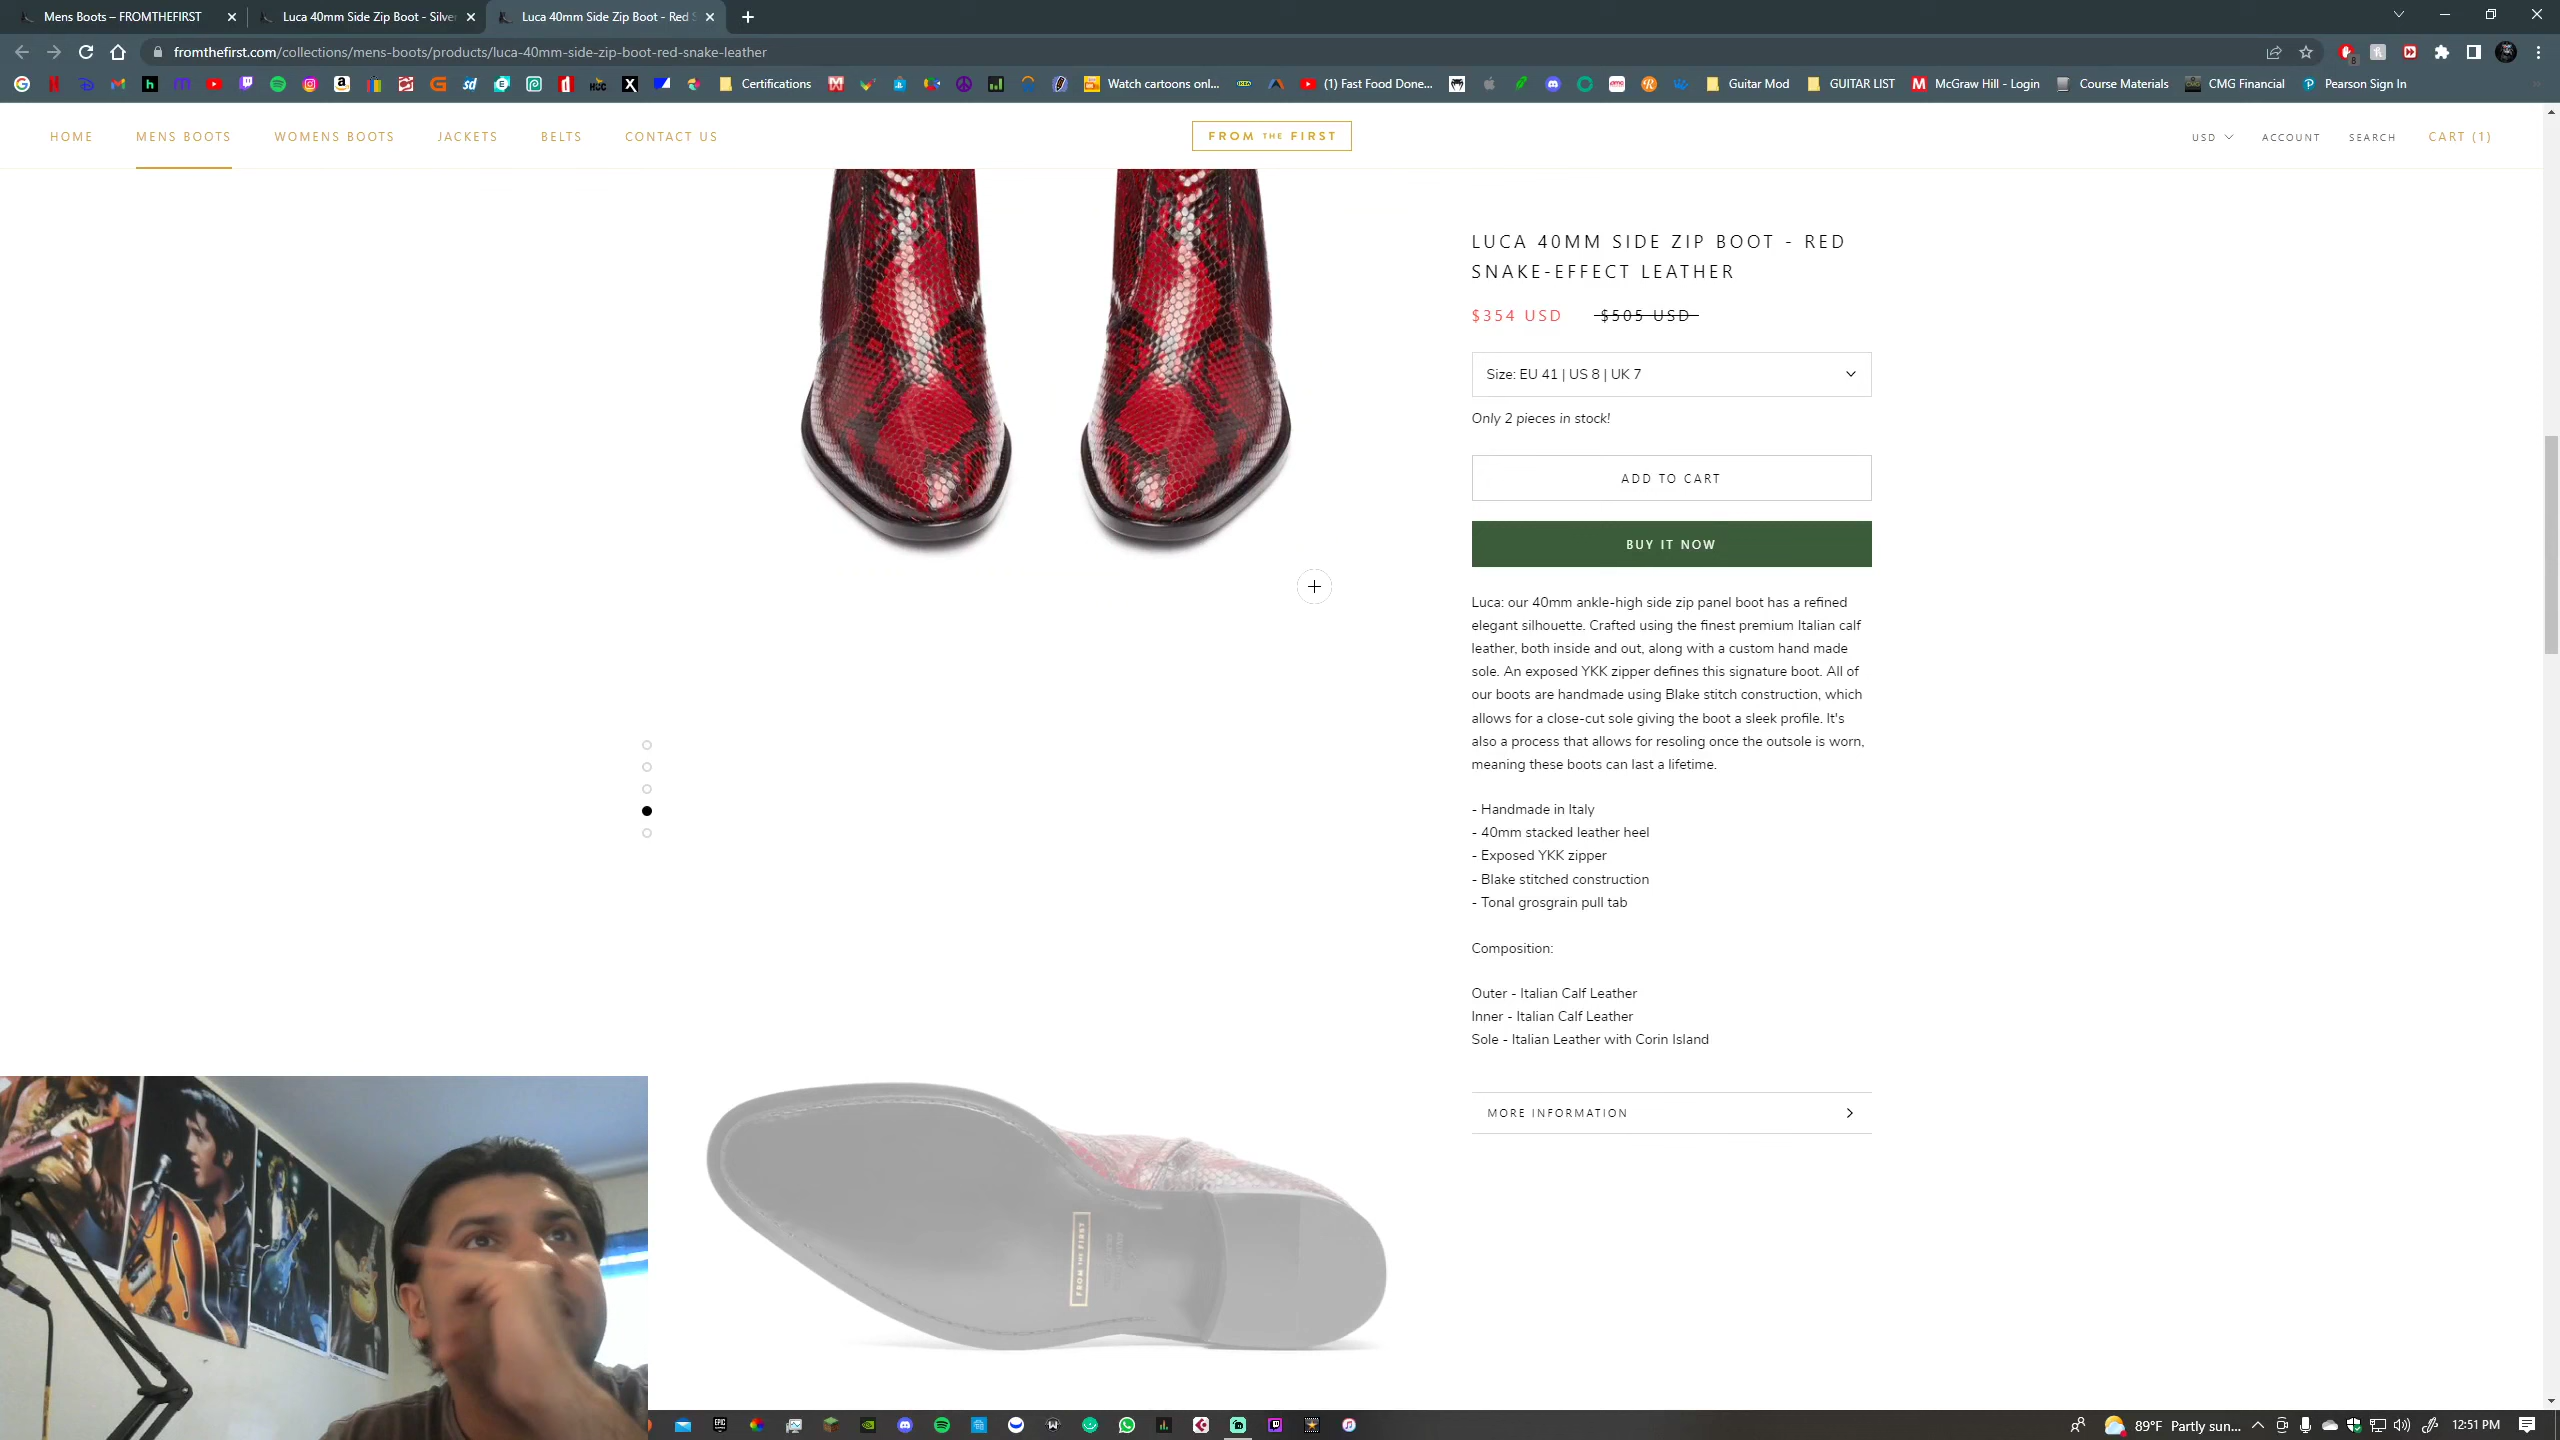 Mens Boots – FROMTHEFIRST
Luca 40mm Side Zip Boot - Silver
Luca 40mm Side Zip Boot - Red S
fromthefirst.com/collections/mens-boots/products/luca-40mm-side-zip-boot-red-snake-leather
Certifications
Watch cartoons onl...
(1) Fast Food Done...
Guitar Mod
GUITAR LIST
McGraw Hill - Login
Course Materials
CMG Financial
Pearson Sign In
HOME
MENS BOOTS
WOMENS BOOTS
JACKETS
BELTS
CONTACT US
FROM THE FIRST
USD
ACCOUNT
SEARCH
CART (1)
LUCA 40MM SIDE ZIP BOOT - RED
SNAKE-EFFECT LEATHER
$354 USD $505 USD
Size: EU 41 | US 8 | UK 7
Only 2 pieces in stock!
ADD TO CART
BUY IT NOW
Luca: our 40mm ankle-high side zip panel boot has a refined
elegant silhouette. Crafted using the finest premium Italian calf
leather, both inside and out, along with a custom hand made
sole. An exposed YKK zipper defines this signature boot. All of
our boots are handmade using Blake stitch construction, which
allows for a close-cut sole giving the boot a sleek profile. It's
also a process that allows for resoling once the outsole is worn,
meaning these boots can last a lifetime.
- Handmade in Italy
- 40mm stacked leather heel
- Exposed YKK zipper
- Blake stitched construction
- Tonal grosgrain pull tab
Composition:
Outer - Italian Calf Leather
Inner - Italian Calf Leather
Sole - Italian Leather with Corin Island
MORE INFORMATION
FROM THE FIRST
89°F Partly sun...
12:51 PM